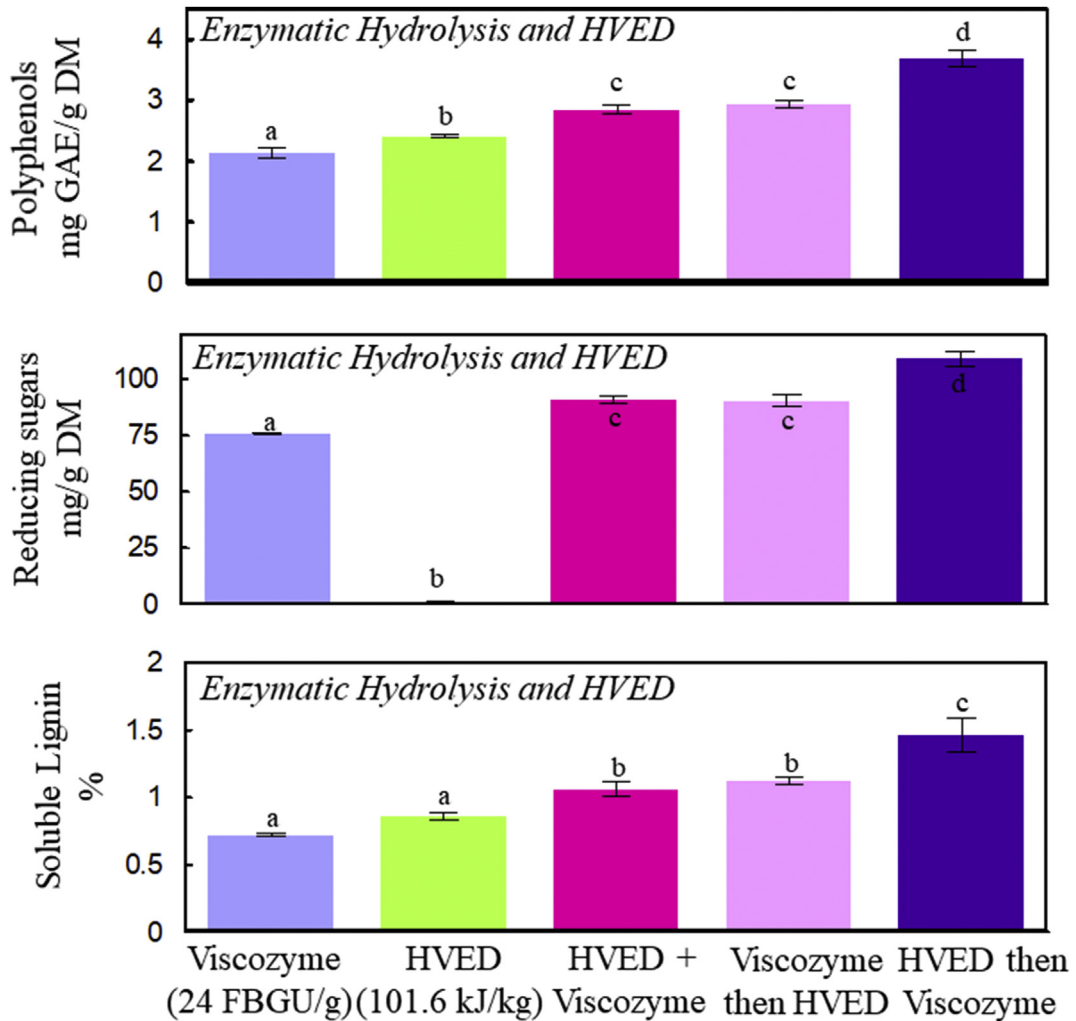 Polyphenols
mg GAE/g DM
4
3
2
1
0
Enzymatic Hydrolysis and HVED
a
b
c
c
d
Reducing sugars
mg/g DM
100
75
50
25
0
Enzymatic Hydrolysis and HVED
a
b
c
c
d
Soluble Lignin
%
2
1.5
1
0.5
0
Enzymatic Hydrolysis and HVED
a
a
b
b
c
Viscozyme
(24 FBGU/g)
HVED
(101.6 kJ/kg)
HVED +
Viscozyme
Viscozyme
then HVED
HVED then
Viscozyme